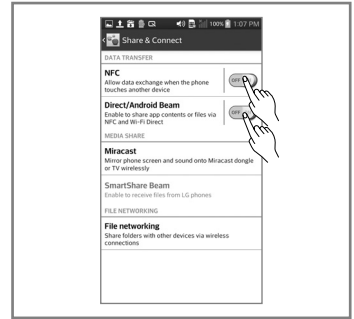 100% 1:07 PM
Share & Connect
DATA TRANSFER
NFC
Allow data exchange when the phone
touches another device
OFF
Direct/Android Beam
Enable to share app contents or files via
NFC and Wi-Fi Direct
OFF
MEDIA SHARE
Miracast
Mirror phone screen and sound onto Miracast dongle
or TV wirelessly
SmartShare Beam
Enable to receive files from LG phones
FILE NETWORKING
File networking
Share folders with other devices via wireless
connections